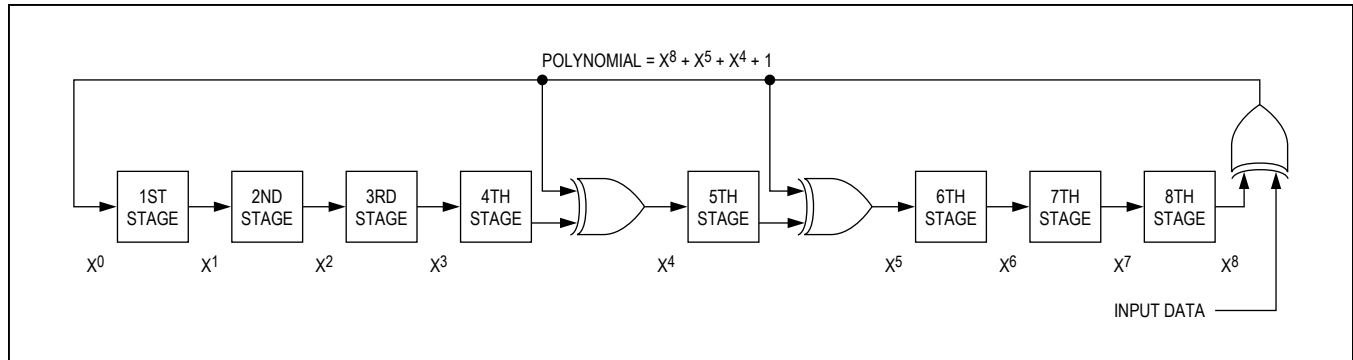 POLYNOMIAL = X⁸ + X⁵ + X⁴ + 1
1ST
STAGE
2ND
STAGE
3RD
STAGE
4TH
STAGE
5TH
STAGE
6TH
STAGE
7TH
STAGE
8TH
STAGE
X⁰
X¹
X²
X³
X⁴
X⁵
X⁶
X⁷
X⁸
INPUT DATA